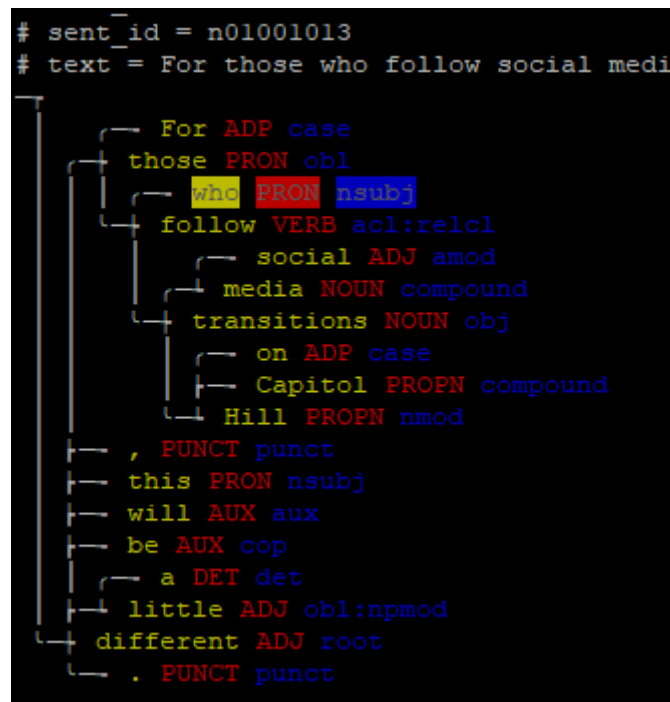 # sent_id = n01001013
# text = For those who follow social medi
For ADP case
those PRON obl
who PRON nsubj
follow VERB acl:relcl
social ADJ amod
media NOUN compound
transitions NOUN obj
on ADP case
Capitol PROPN compound
Hill PROPN nmod
, PUNCT punct
this PRON nsubj
will AUX aux
be AUX cop
a DET det
little ADJ obl:npmod
different ADJ root
. PUNCT punct